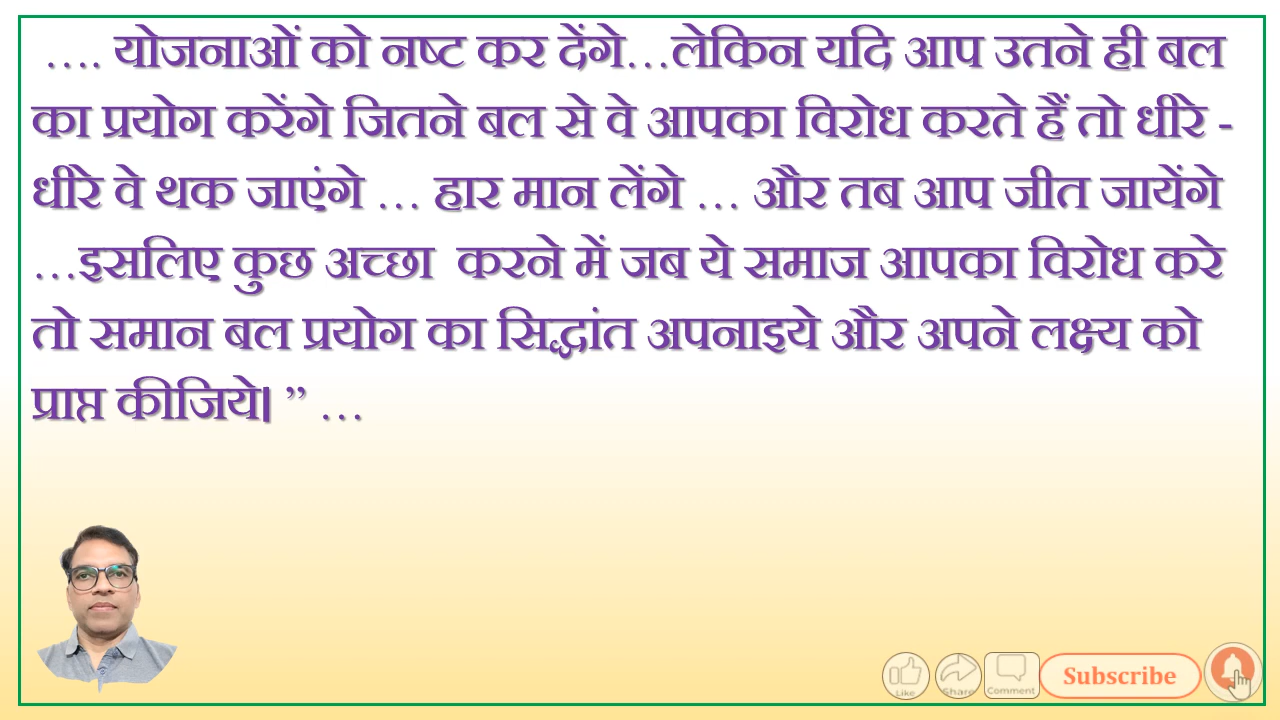 …. योजनाओं को नष्ट कर देंगे…लेकिन यदि आप उतने ही बल
का प्रयोग करेंगे जितने बल से वे आपका विरोध करते हैं तो धीरे -
धीरे वे थक जाएंगे … हार मान लेंगे … और तब आप जीत जायेंगे
…इसलिए कुछ अच्छा  करने में जब ये समाज आपका विरोध करे
तो समान बल प्रयोग का सिद्धांत अपनाइये और अपने लक्ष्य को
प्राप्त कीजिये। ” …
Like Share Comment Subscribe